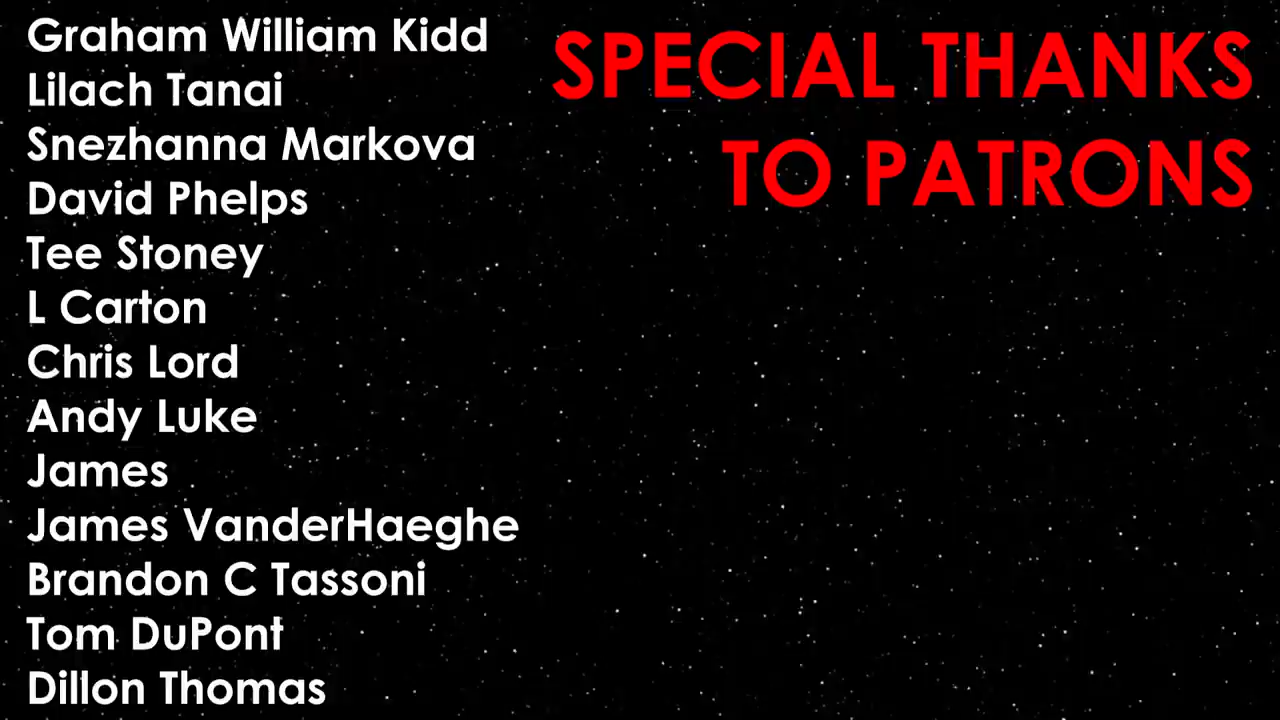 Graham William Kidd
Lilach Tanai
Snezhanna Markova
David Phelps
Tee Stoney
L Carton
Chris Lord
Andy Luke
James
James VanderHaeghe
Brandon C Tassoni
Tom DuPont
Dillon Thomas
SPECIAL THANKS
TO PATRONS